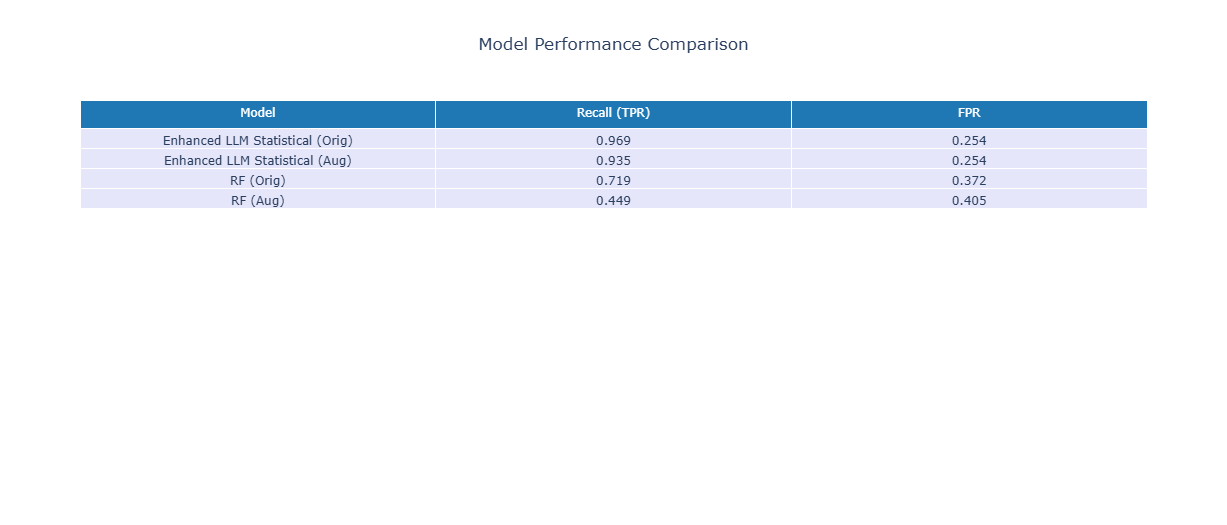 Model Performance Comparison
Model Recall (TPR) FPR
Enhanced LLM Statistical (Orig) 0.969 0.254
Enhanced LLM Statistical (Aug) 0.935 0.254
RF (Orig) 0.719 0.372
RF (Aug) 0.449 0.405